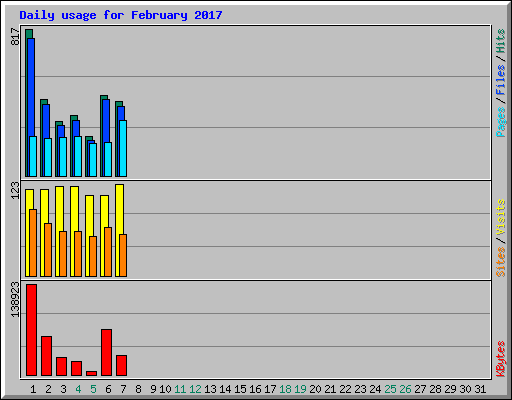 Daily usage for February 2017
817
Pages/Files/Hits
123
Sites/Visits
138923
KBytes
1 2 3 4 5 6 7 8 9 10 11 12 13 14 15 16 17 18 19 20 21 22 23 24 25 26 27 28 29 30 31